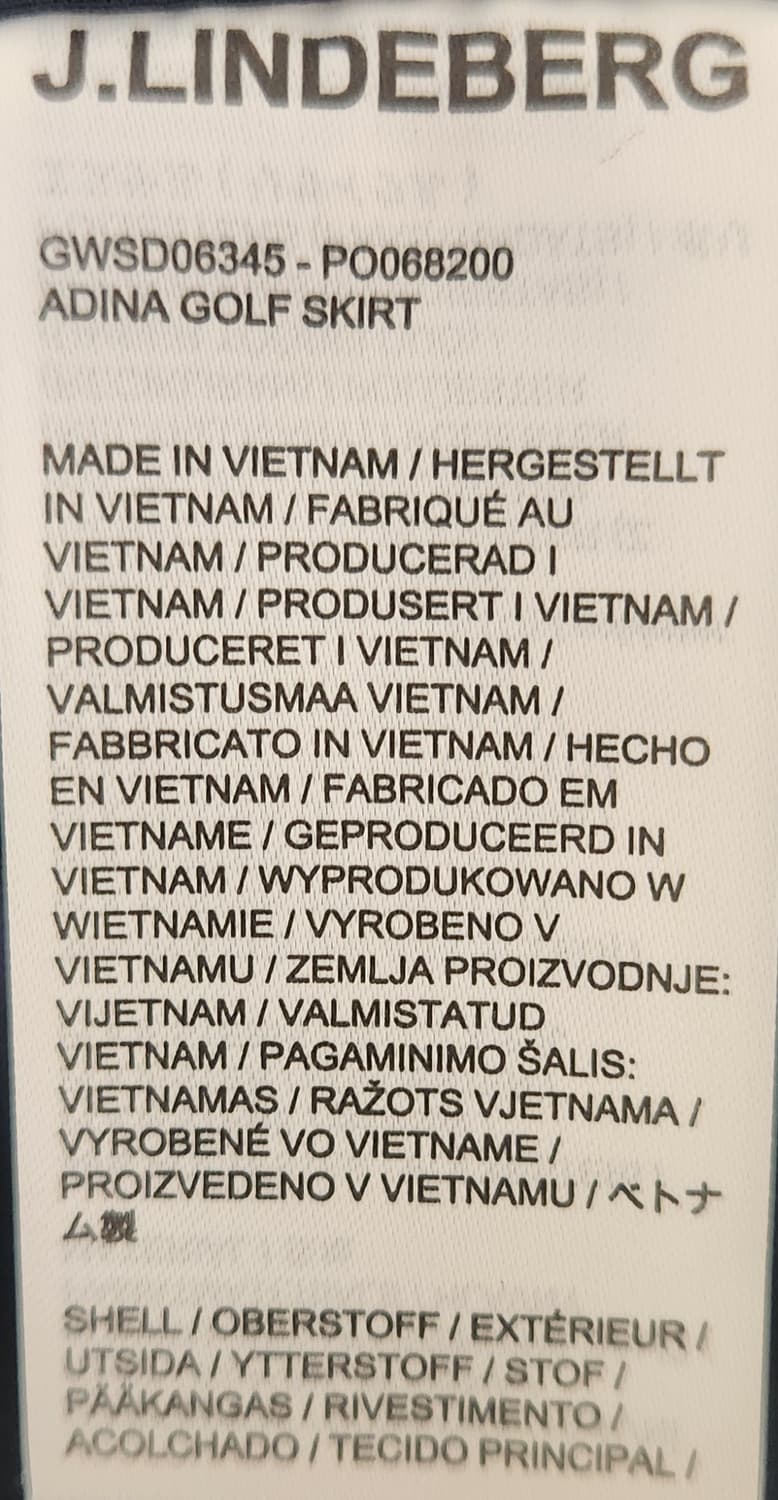 J.LINDEBERG
GWSD06345 - PO068200
ADINA GOLF SKIRT
MADE IN VIETNAM / HERGESTELLT
IN VIETNAM / FABRIQUÉ AU
VIETNAM / PRODUCERAD I
VIETNAM / PRODUSERT I VIETNAM /
PRODUCERET I VIETNAM /
VALMISTUSMAA VIETNAM /
FABBRICATO IN VIETNAM / HECHO
EN VIETNAM / FABRICADO EM
VIETNAME / GEPRODUCEERD IN
VIETNAM / WYPRODUKOWANO W
WIETNAMIE / VYROBENO V
VIETNAMU / ZEMLJA PROIZVODNJE:
VIJETNAM / VALMISTATUD
VIETNAM / PAGAMINIMO ŠALIS:
VIETNAMAS / RAŽOTS VJETNAMA /
VYROBENÉ VO VIETNAME /
PROIZVEDENO V VIETNAMU / ベトナ
ム製
SHELL / OBERSTOFF / EXTÉRIEUR /
UTSIDA / YTTERSTOFF / STOF /
PÄÄKANGAS / RIVESTIMENTO /
ACOLCHADO / TECIDO PRINCIPAL /